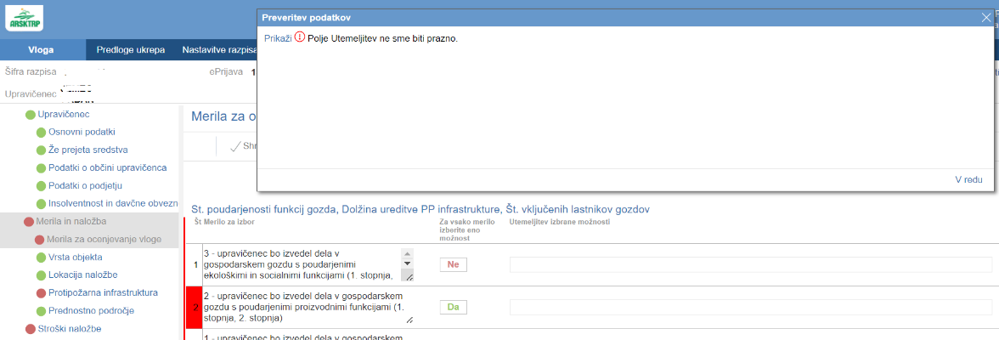 ARSKTRP
Preveritev podatkov
Prikaži Polje Utemeljitev ne sme biti prazno.
Vloga Predloge ukrepa Nastavitve razpisa
Šifra razpisa ePrijava 1
Upravičenec
Upravičenec
Osnovni podatki
Že prejeta sredstva
Podatki o občini upravičenca
Podatki o podjetju
Insolventnost in davčne obvezn
Merila in naložba
Merila za ocenjevanje vloge
Vrsta objekta
Lokacija naložbe
Protipožarna infrastruktura
Prednostno področje
Stroški naložbe
Merila za o
Shr
V redu
St. poudarjenosti funkcij gozda, Dolžina ureditve PP infrastrukture, Št. vključenih lastnikov gozdov
Št Merilo za izbor
Za vsako merilo
izberite eno
možnost
Utemeljitev izbrane možnosti
1
3 - upravičenec bo izvedel dela v
gospodarskem gozdu s poudarjenimi
ekološkimi in socialnimi funkcijami (1. stopnja,
Ne
2
2 - upravičenec bo izvedel dela v gospodarskem
gozdu s poudarjenimi proizvodnimi funkcijami (1.
stopnja, 2. stopnja)
Da
1 - upravičenec bo izvedel dela v gospodarskem